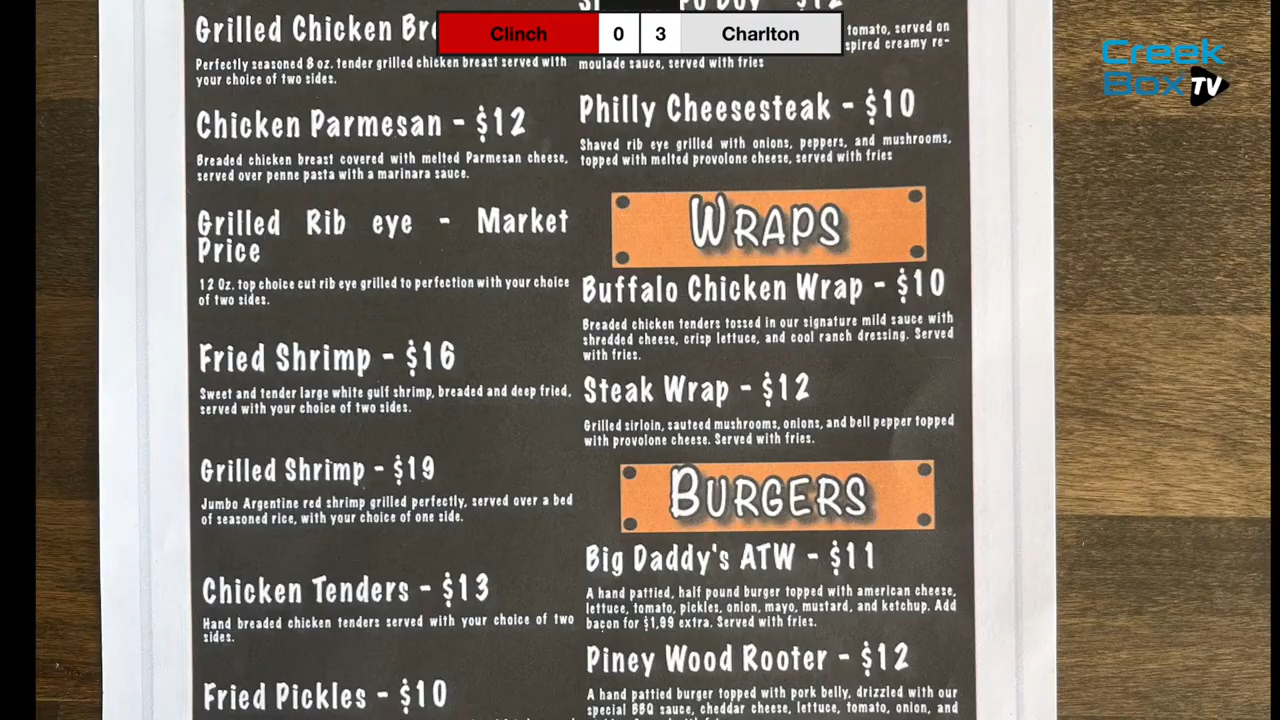 Clinch 0 3 Charlton
Creek
Box TV
Grilled Chicken
Perfectly seasoned 8 oz. tender grilled chicken breast served with
your choice of two sides.
Chicken Parmesan - $12
Breaded chicken breast covered with melted Parmesan cheese,
served over penne pasta with a marinara sauce.
Grilled Rib eye - Market
Price
12 Oz. top choice cut rib eye grilled to perfection with your choice
of two sides.
Fried Shrimp - $16
Sweet and tender large white gulf shrimp, breaded and deep fried,
served with your choice of two sides.
Grilled Shrimp - $19
Jumbo Argentine red shrimp grilled perfectly, served over a bed
of seasoned rice, with your choice of one side.
Chicken Tenders - $13
Hand breaded chicken tenders served with your choice of two
sides.
Fried Pickles - $10
tomato, served on
creamy re-
moulade sauce, served with fries
Philly Cheesesteak - $10
Shaved rib eye grilled with onions, peppers, and mushrooms,
topped with melted provolone cheese, served with fries
WRAPS
Buffalo Chicken Wrap - $10
Breaded chicken tenders tossed in our signature mild sauce with
shredded cheese, crisp lettuce, and cool ranch dressing. Served
with fries.
Steak Wrap - $12
Grilled sirloin, sauteed mushrooms, onions, and bell pepper topped
with provolone cheese. Served with fries.
BURGERS
Big Daddy's ATW - $11
A hand pattied, half pound burger topped with american cheese,
lettuce, tomato, pickles, onion, mayo, mustard, and ketchup. Add
bacon for $1,99 extra. Served with fries.
Piney Wood Rooter - $12
A hand pattied burger topped with pork belly, drizzled with our
special BBQ sauce, cheddar cheese, lettuce, tomato, onion, and